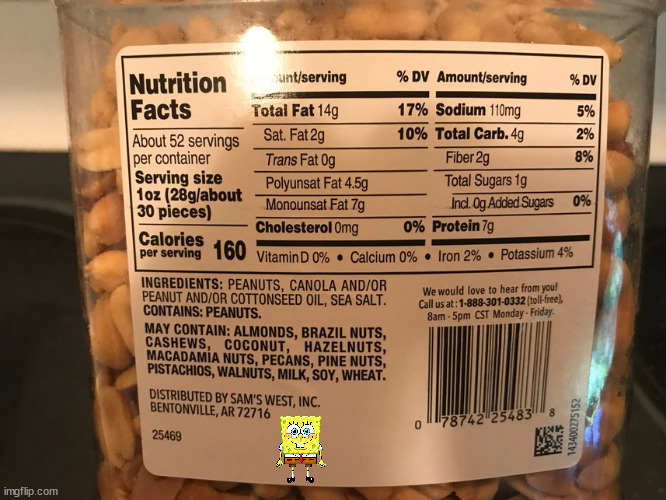 Nutrition
Facts
About 52 servings
per container
Serving size
1oz (28g/about
30 pieces)
Calories
per serving 160
/serving % DV Amount/serving % DV
Total Fat 14g 17% Sodium 110mg 5%
Sat. Fat 2g 10% Total Carb. 4g 2%
Trans Fat 0g Fiber 2g 8%
Polyunsat Fat 4.5g Total Sugars 1g
Monounsat Fat 7g Incl. 0g Added Sugars 0%
Cholesterol 0mg 0% Protein 7g
Vitamin D 0% • Calcium 0% • Iron 2% • Potassium 4%
INGREDIENTS: PEANUTS, CANOLA AND/OR
PEANUT AND/OR COTTONSEED OIL, SEA SALT.
CONTAINS: PEANUTS.
MAY CONTAIN: ALMONDS, BRAZIL NUTS,
CASHEWS, COCONUT, HAZELNUTS,
MACADAMIA NUTS, PECANS, PINE NUTS,
PISTACHIOS, WALNUTS, MILK, SOY, WHEAT.
DISTRIBUTED BY SAM'S WEST, INC.
BENTONVILLE, AR 72716
25469
We would love to hear from you!
Call us at: 1-888-301-0332 (toll-free),
8am - 5pm CST Monday - Friday.
0 78742 25483 8
143400275152
imgflip.com